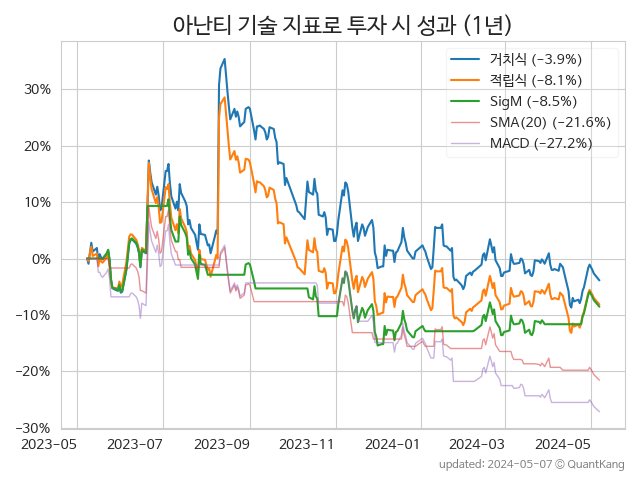 아난티 기술 지표로 투자 시 성과 (1년)
거치식 (−3.9%)
적립식 (−8.1%)
SigM (−8.5%)
SMA(20) (−21.6%)
MACD (−27.2%)
30%
20%
10%
0%
−10%
−20%
−30%
2023-05 2023-07 2023-09 2023-11 2024-01 2024-03 2024-05
updated: 2024-05-07 © QuantKang